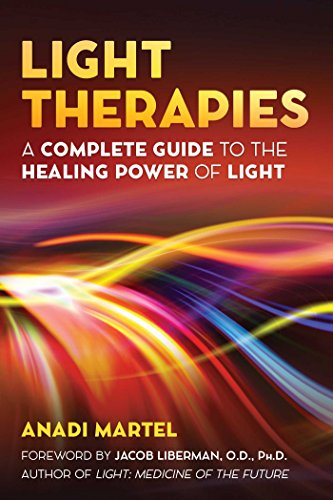 LIGHT
THERAPIES
A COMPLETE GUIDE TO THE
HEALING POWER OF LIGHT
ANADI MARTEL
FOREWORD BY JACOB LIBERMAN, O.D., PH.D.
AUTHOR OF LIGHT: MEDICINE OF THE FUTURE